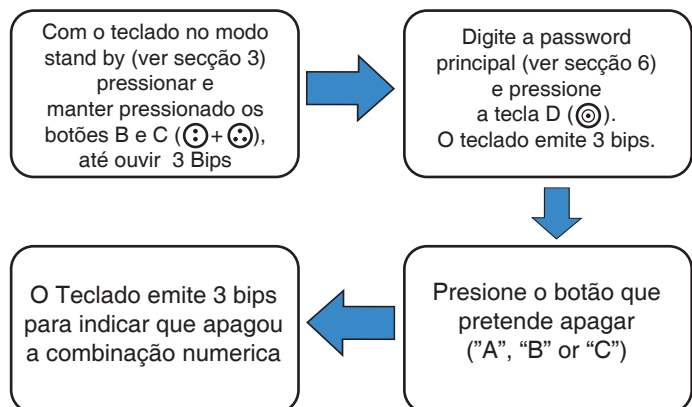 Com o teclado no modo
stand by (ver secção 3)
pressionar e
manter pressionado os
botões B e C (+),
até ouvir 3 Bips
Digite a password
principal (ver secção 6)
e pressione
a tecla D ().
O teclado emite 3 bips.
Presione o botão que
pretende apagar
(”A”, “B” or “C”)
O Teclado emite 3 bips
para indicar que apagou
a combinação numerica